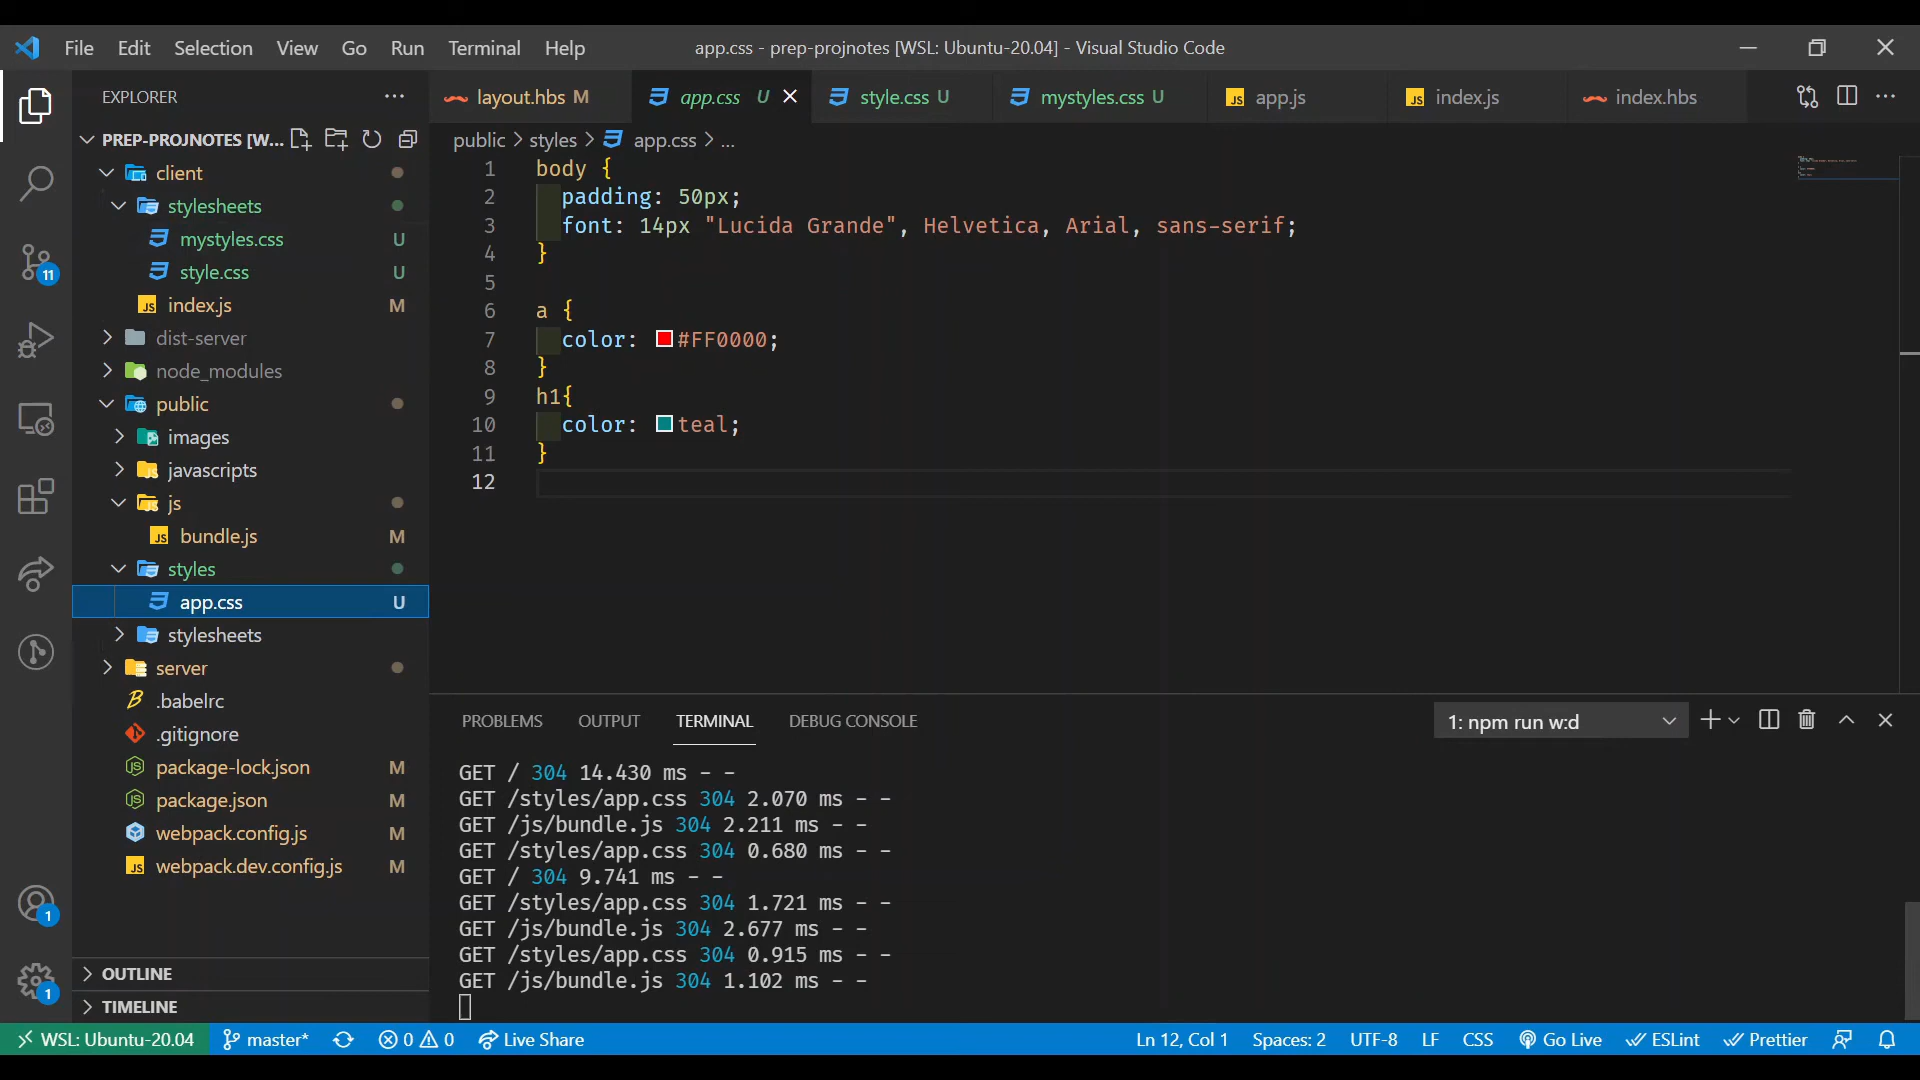 File Edit Selection View Go Run Terminal Help
app.css - prep-projnotes [WSL: Ubuntu-20.04] - Visual Studio Code
EXPLORER
layout.hbs M
app.css U
style.css U
mystyles.css U
JS app.js
JS index.js
index.hbs
PREP-PROJNOTES [W...
client
stylesheets
mystyles.css U
style.css U
JS index.js M
dist-server
node_modules
public
images
javascripts
js
JS bundle.js M
styles
app.css U
stylesheets
server
.babelrc
.gitignore
package-lock.json M
package.json M
webpack.config.js M
JS webpack.dev.config.js M
OUTLINE
TIMELINE
11
1
1
public > styles > app.css > ...
1 body {
2 padding: 50px;
3 font: 14px "Lucida Grande", Helvetica, Arial, sans-serif;
4 }
5
6 a {
7 color: #FF0000;
8 }
9 h1{
10 color: teal;
11 }
12
PROBLEMS OUTPUT TERMINAL DEBUG CONSOLE
1: npm run w:d
GET / 304 14.430 ms - -
GET /styles/app.css 304 2.070 ms - -
GET /js/bundle.js 304 2.211 ms - -
GET /styles/app.css 304 0.680 ms - -
GET / 304 9.741 ms - -
GET /styles/app.css 304 1.721 ms - -
GET /js/bundle.js 304 2.677 ms - -
GET /styles/app.css 304 0.915 ms - -
GET /js/bundle.js 304 1.102 ms - -
WSL: Ubuntu-20.04 master* 0 0 Live Share
Ln 12, Col 1 Spaces: 2 UTF-8 LF CSS Go Live ESLint Prettier